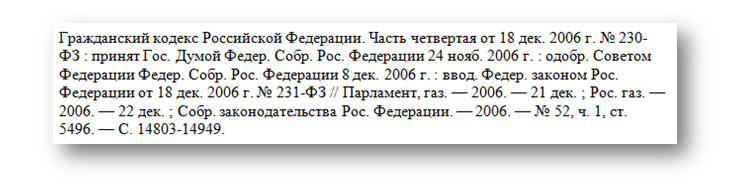 Гражданский кодекс Российской Федерации. Часть четвертая от 18 дек. 2006 г. № 230-
ФЗ : принят Гос. Думой Федер. Собр. Рос. Федерации 24 нояб. 2006 г. : одобр. Советом
Федерации Федер. Собр. Рос. Федерации 8 дек. 2006 г. : ввод. Федер. законом Рос.
Федерации от 18 дек. 2006 г. № 231-ФЗ // Парламент, газ. — 2006. — 21 дек. ; Рос. газ. —
2006. — 22 дек. ; Собр. законодательства Рос. Федерации. — 2006. — № 52, ч. 1, ст.
5496. — С. 14803-14949.